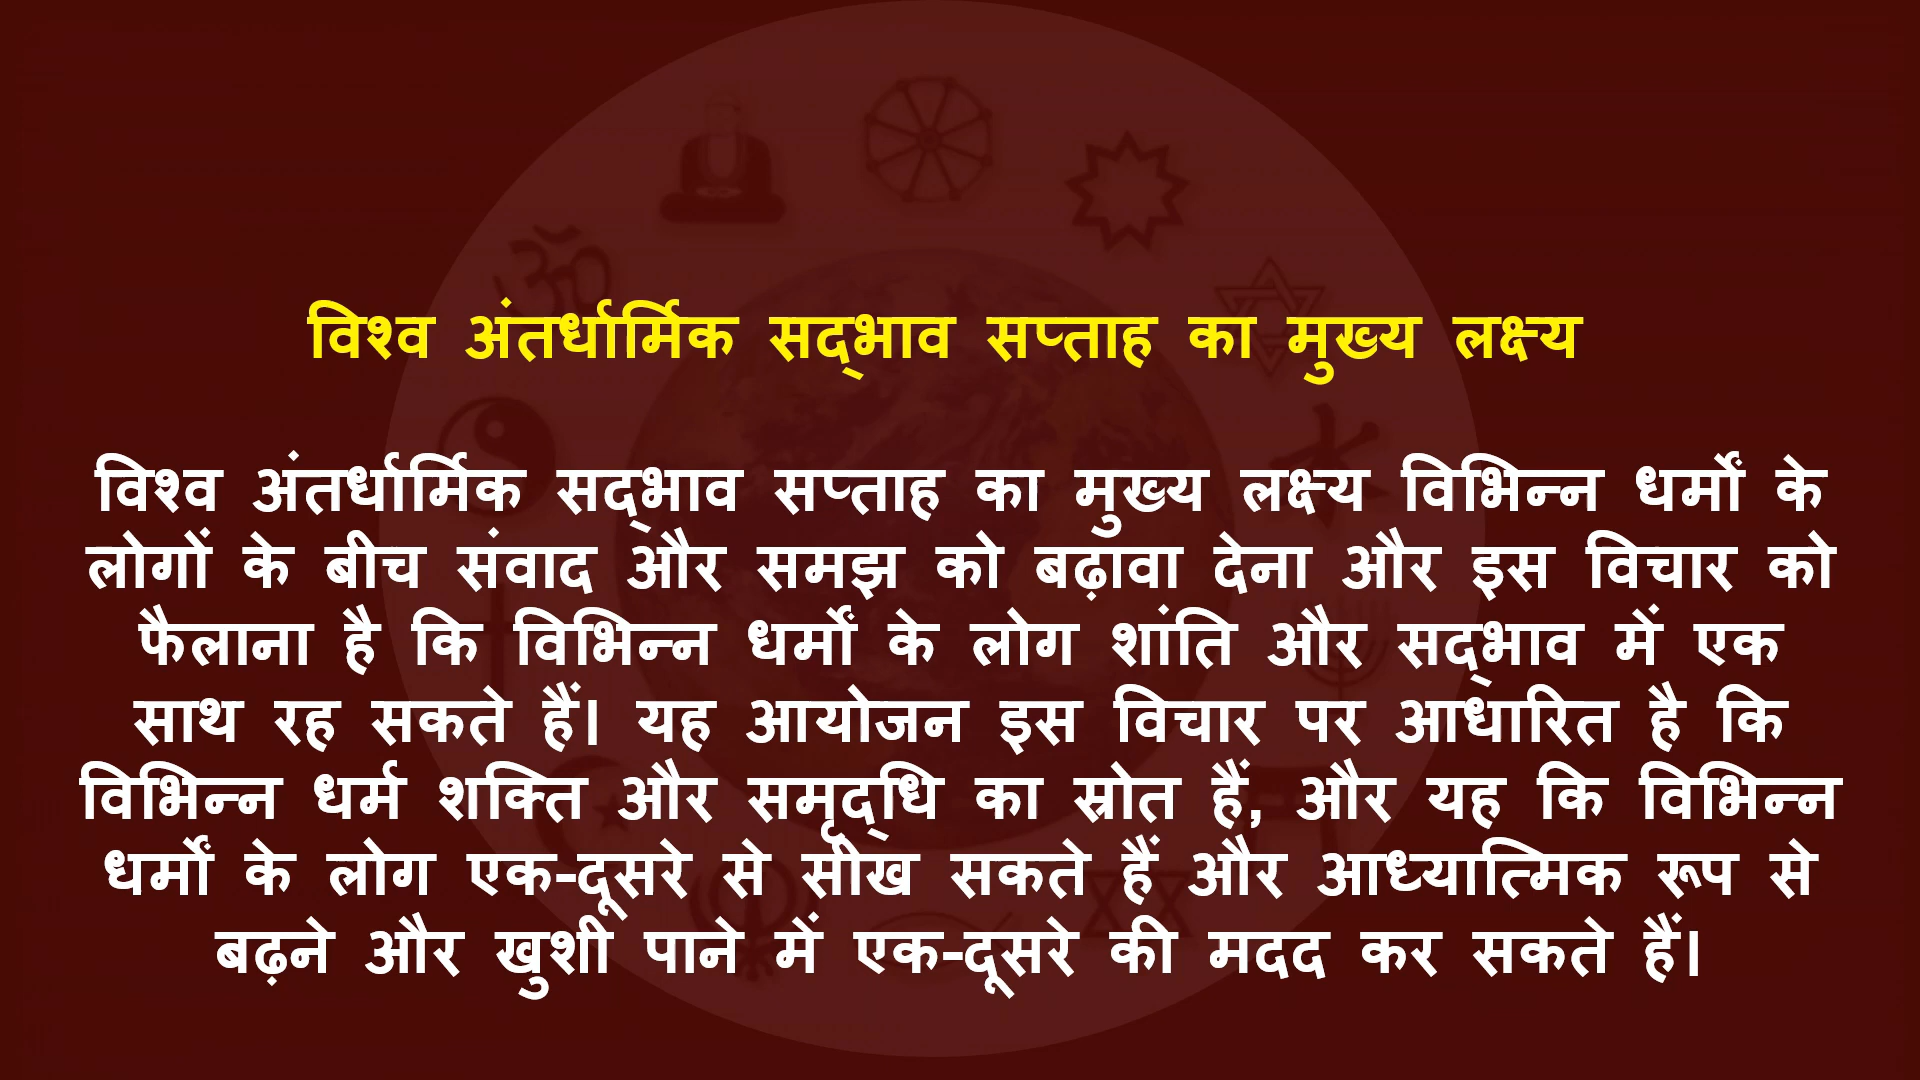 विश्व अंतर्धार्मिक सद्भाव सप्ताह का मुख्य लक्ष्य
विश्व अंतर्धार्मिक सद्भाव सप्ताह का मुख्य लक्ष्य विभिन्न धर्मों के
लोगों के बीच संवाद और समझ को बढ़ावा देना और इस विचार को
फैलाना है कि विभिन्न धर्मों के लोग शांति और सद्भाव में एक
साथ रह सकते हैं। यह आयोजन इस विचार पर आधारित है कि
विभिन्न धर्म शक्ति और समृद्धि का स्रोत हैं, और यह कि विभिन्न
धर्मों के लोग एक-दूसरे से सीख सकते हैं और आध्यात्मिक रूप से
बढ़ने और खुशी पाने में एक-दूसरे की मदद कर सकते हैं।